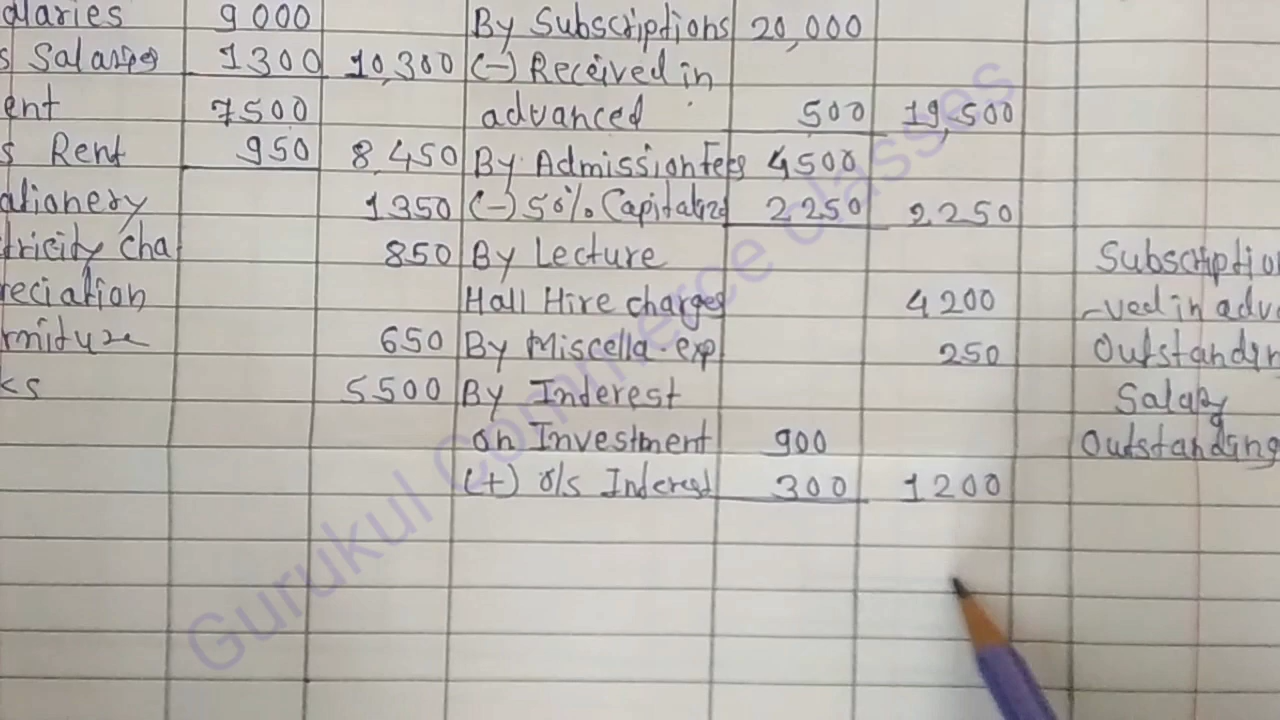 alaries 9000 By Subscriptions 20,000
s Salaries 1300 10,300 (-) Received in
ent 7500 advanced 500 19,500
s Rent 950 8,450 By Admission Fees 4500
ationery 1350 (-) 50% Capitalized 2250 2250
tricity cha 850 By Lecture Subscriptio
reciation Hall Hire charges 4200 -ved in adva
rniture 650 By Miscella. exp 250 Outstandin
ks 5500 By Interest Salary
on Investment 900 Outstanding
(+) o/s Interest 300 1200
Gurukul Commerce classes